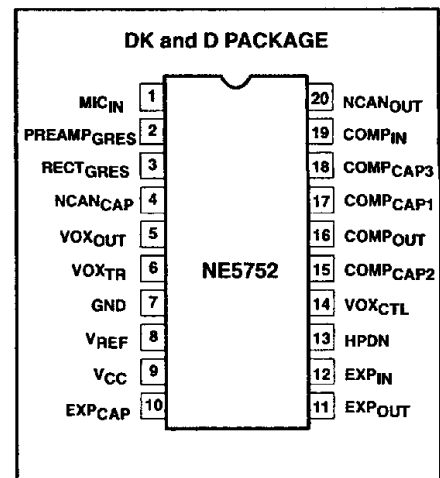 DK and D PACKAGE
MICIN 1
PREAMPGRES 2
RECTGRES 3
NCANCAP 4
VOXOUT 5
VOXTR 6
GND 7
VREF 8
VCC 9
EXPCAP 10
NE5752
20 NCANOUT
19 COMPIN
18 COMPCAP3
17 COMPCAP1
16 COMPOUT
15 COMPCAP2
14 VOXCTL
13 HPDN
12 EXPIN
11 EXPOUT